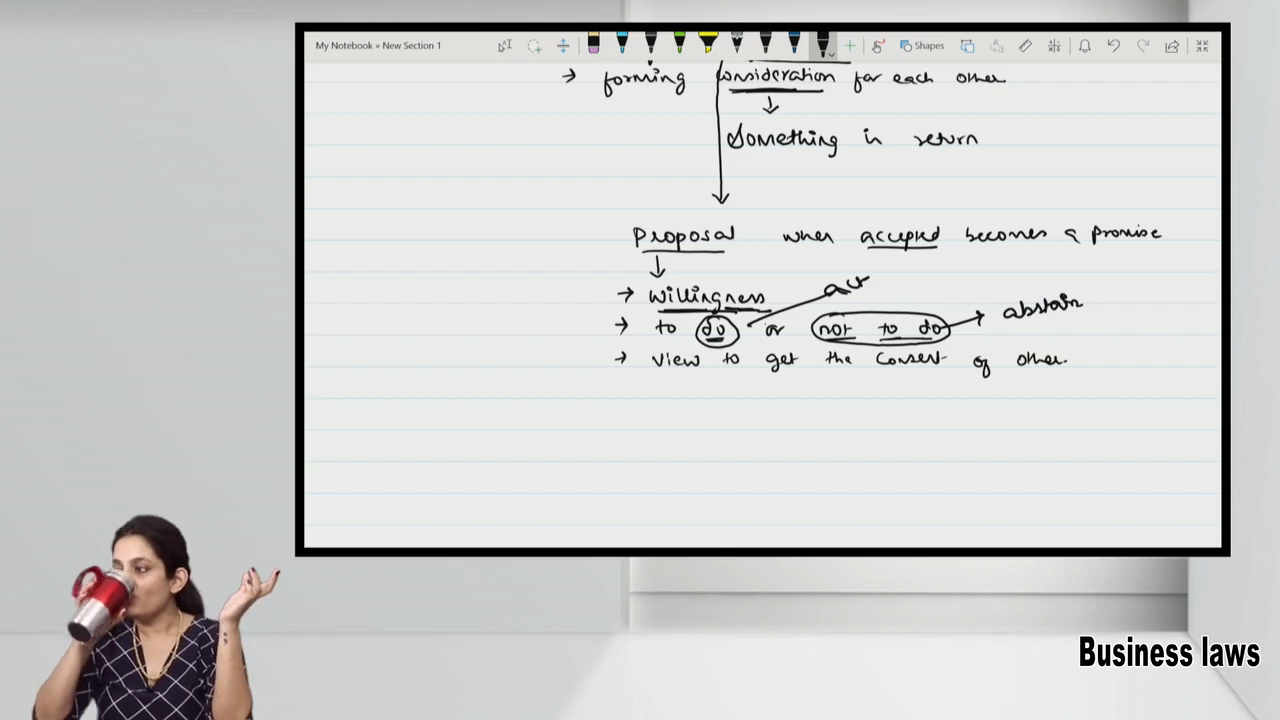 My Notebook » New Section 1
Shapes
→ forming consideration for each other
↓
Something in return
Proposal when accepted becomes a promise
↓
→ Willingness act
→ to do or not to do → abstain
→ view to get the consent of other
Business laws